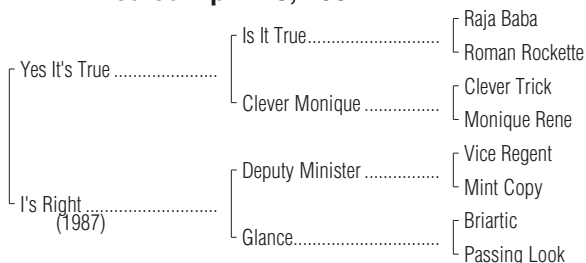 Raja Baba
Is It True..............................
Roman Rockette
Yes It's True .......................
Clever Trick
Clever Monique .................
Monique Rene
Vice Regent
Deputy Minister .................
Mint Copy
I's Right .............................
(1987)
Briartic
Glance.................................
Passing Look